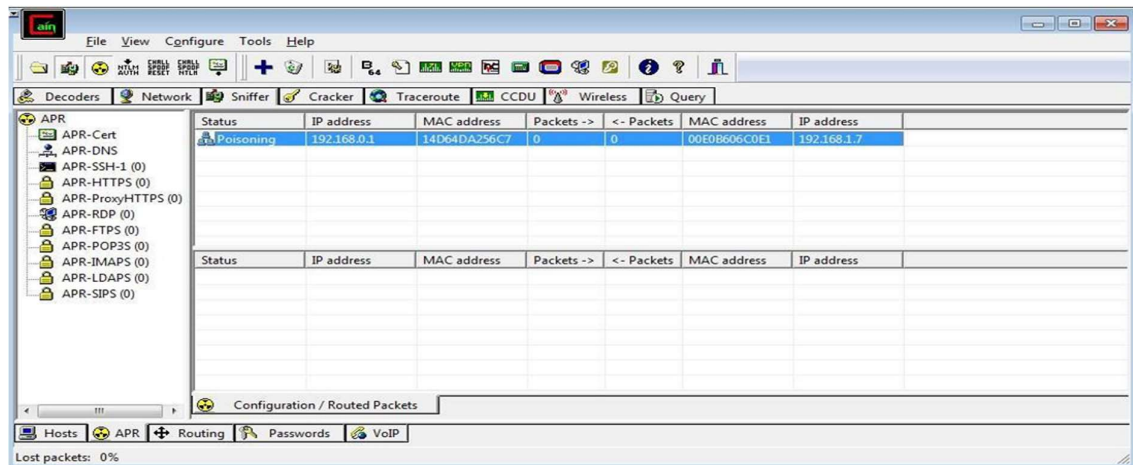 Cain
File View Configure Tools Help
NTLM AUTH CHALL SPOOF RESET CHALL SPOOF NTLM B64
Decoders Network Sniffer Cracker Traceroute CCDU Wireless Query
APR
APR-Cert
APR-DNS
APR-SSH-1 (0)
APR-HTTPS (0)
APR-ProxyHTTPS (0)
APR-RDP (0)
APR-FTPS (0)
APR-POP3S (0)
APR-IMAPS (0)
APR-LDAPS (0)
APR-SIPS (0)
Status IP address MAC address Packets -> <- Packets MAC address IP address
Poisoning 192.168.0.1 14D64DA256C7 0 0 00E0B606C0E1 192.168.1.7
Status IP address MAC address Packets -> <- Packets MAC address IP address
Configuration / Routed Packets
Hosts APR Routing Passwords VoIP
Lost packets: 0%